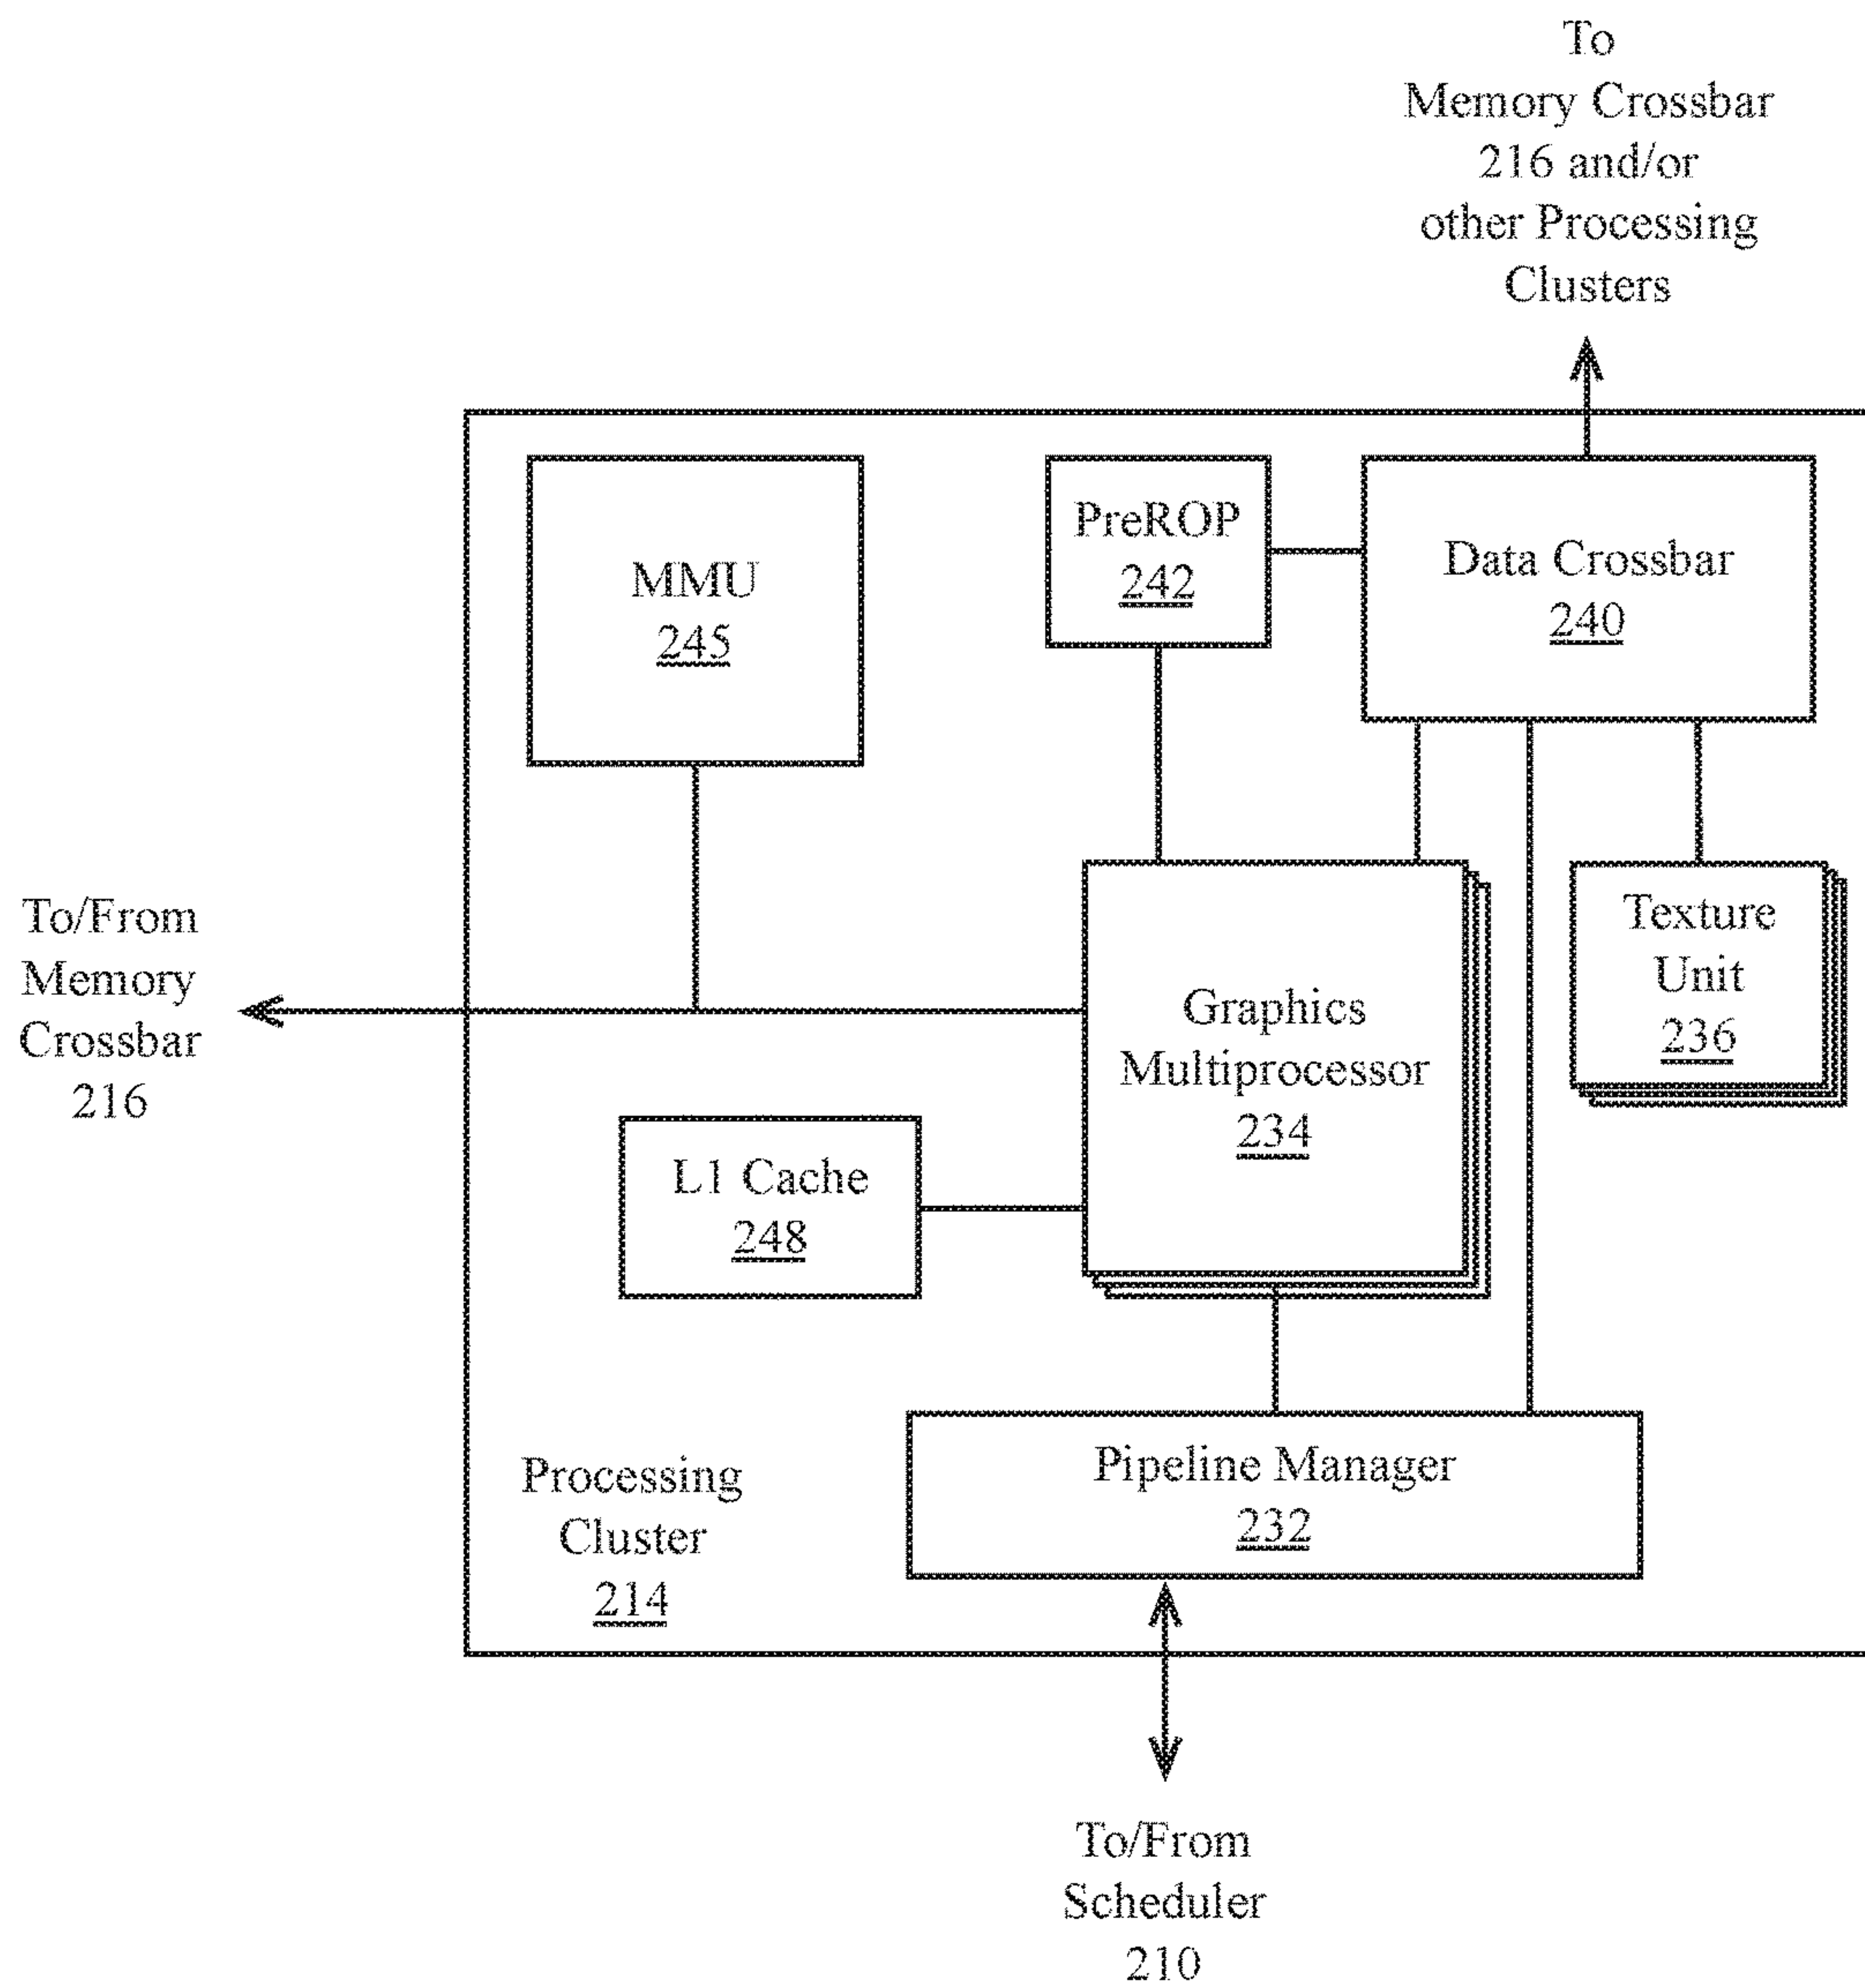 To
Memory Crossbar
216 and/or
other Processing
Clusters
MMU
245
PreROP
242
Data Crossbar
240
To/From
Memory
Crossbar
216
Graphics
Multiprocessor
234
Texture
Unit
236
L1 Cache
248
Processing
Cluster
214
Pipeline Manager
232
To/From
Scheduler
210